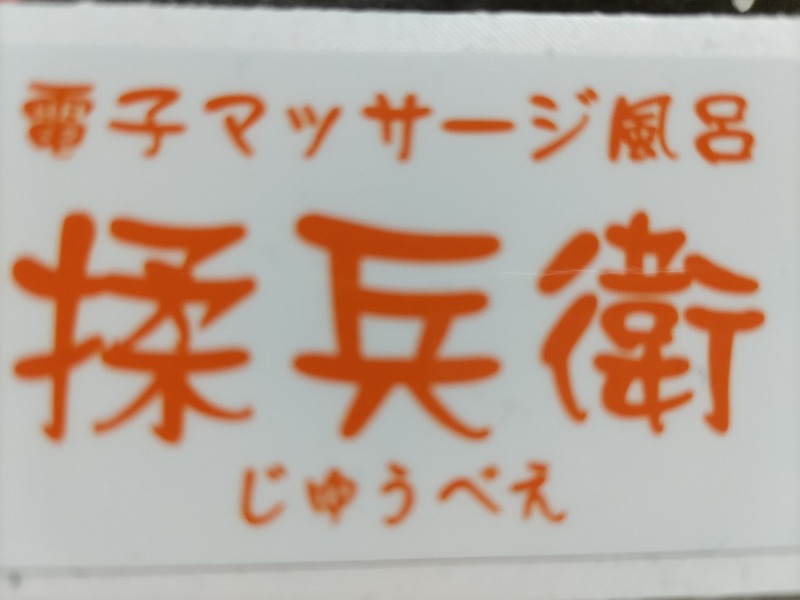 電子マッサージ風呂
揉兵衛
じゅうべえ